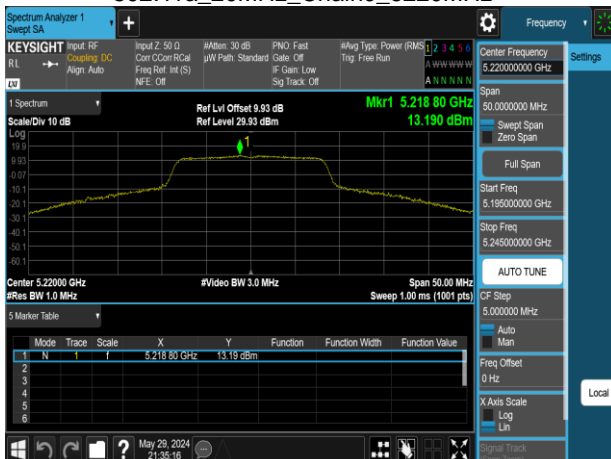 Spectrum Analyzer 1
Swept SA
Frequency
KEYSIGHT
Input: RF
Coupling: DC
Align: Auto
Input Z: 50 Ω
Corr CCorr RCal
Freq Ref: Int (S)
NFE: Off
#Atten: 30 dB
µW Path: Standard
PNO: Fast
Gate: Off
IF Gain: Low
Sig Track: Off
#Avg Type: Power (RMS
Trig: Free Run
1 2 3 4 5 6
A W W W W W
A N N N N N
RL
LXI
1 Spectrum
Scale/Div 10 dB
Ref Lvl Offset 9.93 dB
Ref Level 29.93 dBm
Mkr1 5.218 80 GHz
13.190 dBm
Log
1
19.9
9.93
-0.07
-10.1
-20.1
-30.1
-40.1
-50.1
-60.1
Center 5.22000 GHz
#Res BW 1.0 MHz
#Video BW 3.0 MHz
Span 50.00 MHz
Sweep 1.00 ms (1001 pts)
5 Marker Table
Mode Trace Scale X Y Function Function Width Function Value
1 N 1 f 5.218 80 GHz 13.19 dBm
2
3
4
5
6
May 29, 2024
21:35:16
Center Frequency
5.220000000 GHz
Settings
Span
50.0000000 MHz
Swept Span
Zero Span
Full Span
Start Freq
5.195000000 GHz
Stop Freq
5.245000000 GHz
AUTO TUNE
CF Step
5.000000 MHz
Auto
Man
Freq Offset
0 Hz
X Axis Scale
Log
Lin
Signal Track
Local